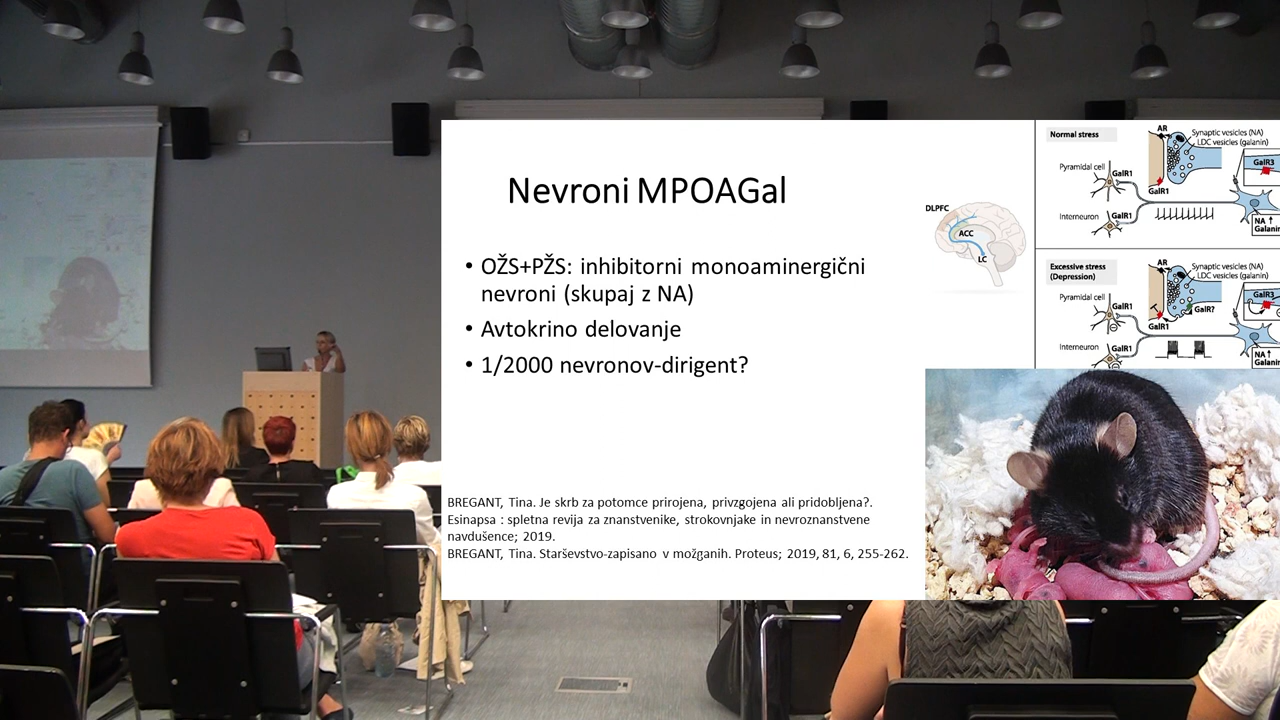 Nevroni MPOAGal
• OŽS+PŽS: inhibitorni monoaminergični
nevroni (skupaj z NA)
• Avtokrino delovanje
• 1/2000 nevronov-dirigent?
BREGANT, Tina. Je skrb za potomce prirojena, privzgojena ali pridobljena?.
Esinapsa : spletna revija za znanstvenike, strokovnjake in nevroznanstvene
navdušence; 2019.
BREGANT, Tina. Starševstvo-zapisano v možganih. Proteus; 2019, 81, 6, 255-262.
DLPFC
ACC
LC
Normal stress
AR
Synaptic vesicles (NA)
LDC vesicles (galanin)
Pyramidal cell
GalR1
GalR1
GalR3
Interneuron
GalR1
NA ↑
Galanin
Excessive stress
(Depression)
AR
Synaptic vesicles (NA)
LDC vesicles (galanin)
Pyramidal cell
GalR1
GalR?
GalR3
GalR1
Interneuron
GalR1
NA ↑
Galanin